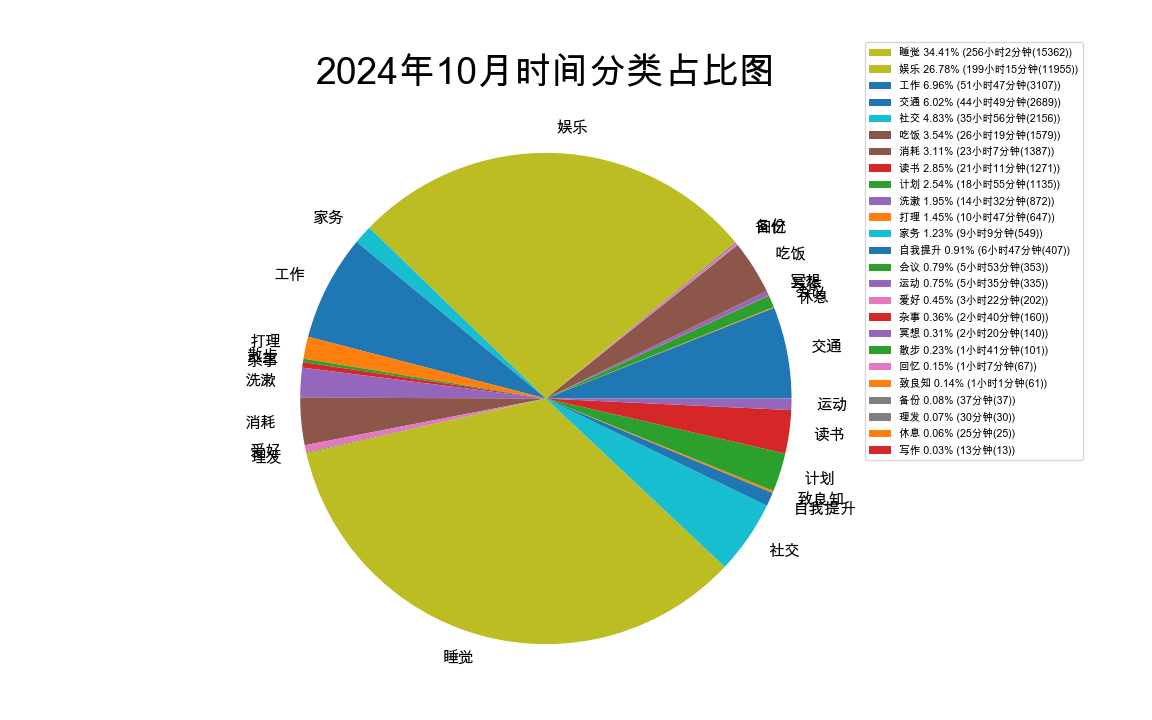 2024年10月时间分类占比图
睡觉 34.41% (256小时2分钟(15362))
娱乐 26.78% (199小时15分钟(11955))
工作 6.96% (51小时47分钟(3107))
交通 6.02% (44小时49分钟(2689))
社交 4.83% (35小时56分钟(2156))
吃饭 3.54% (26小时19分钟(1579))
消耗 3.11% (23小时7分钟(1387))
读书 2.85% (21小时11分钟(1271))
计划 2.54% (18小时55分钟(1135))
洗漱 1.95% (14小时32分钟(872))
打理 1.45% (10小时47分钟(647))
家务 1.23% (9小时9分钟(549))
自我提升 0.91% (6小时47分钟(407))
会议 0.79% (5小时53分钟(353))
运动 0.75% (5小时35分钟(335))
爱好 0.45% (3小时22分钟(202))
杂事 0.36% (2小时40分钟(160))
冥想 0.31% (2小时20分钟(140))
散步 0.23% (1小时41分钟(101))
回忆 0.15% (1小时7分钟(67))
致良知 0.14% (1小时1分钟(61))
备份 0.08% (37分钟(37))
理发 0.07% (30分钟(30))
休息 0.06% (25分钟(25))
写作 0.03% (13分钟(13))
娱乐
家务
工作
打理
散步
杂事
洗漱
消耗
爱好
理发
睡觉
备份
回忆
吃饭
冥想
写作
会议
休息
交通
运动
读书
计划
致良知
自我提升
社交